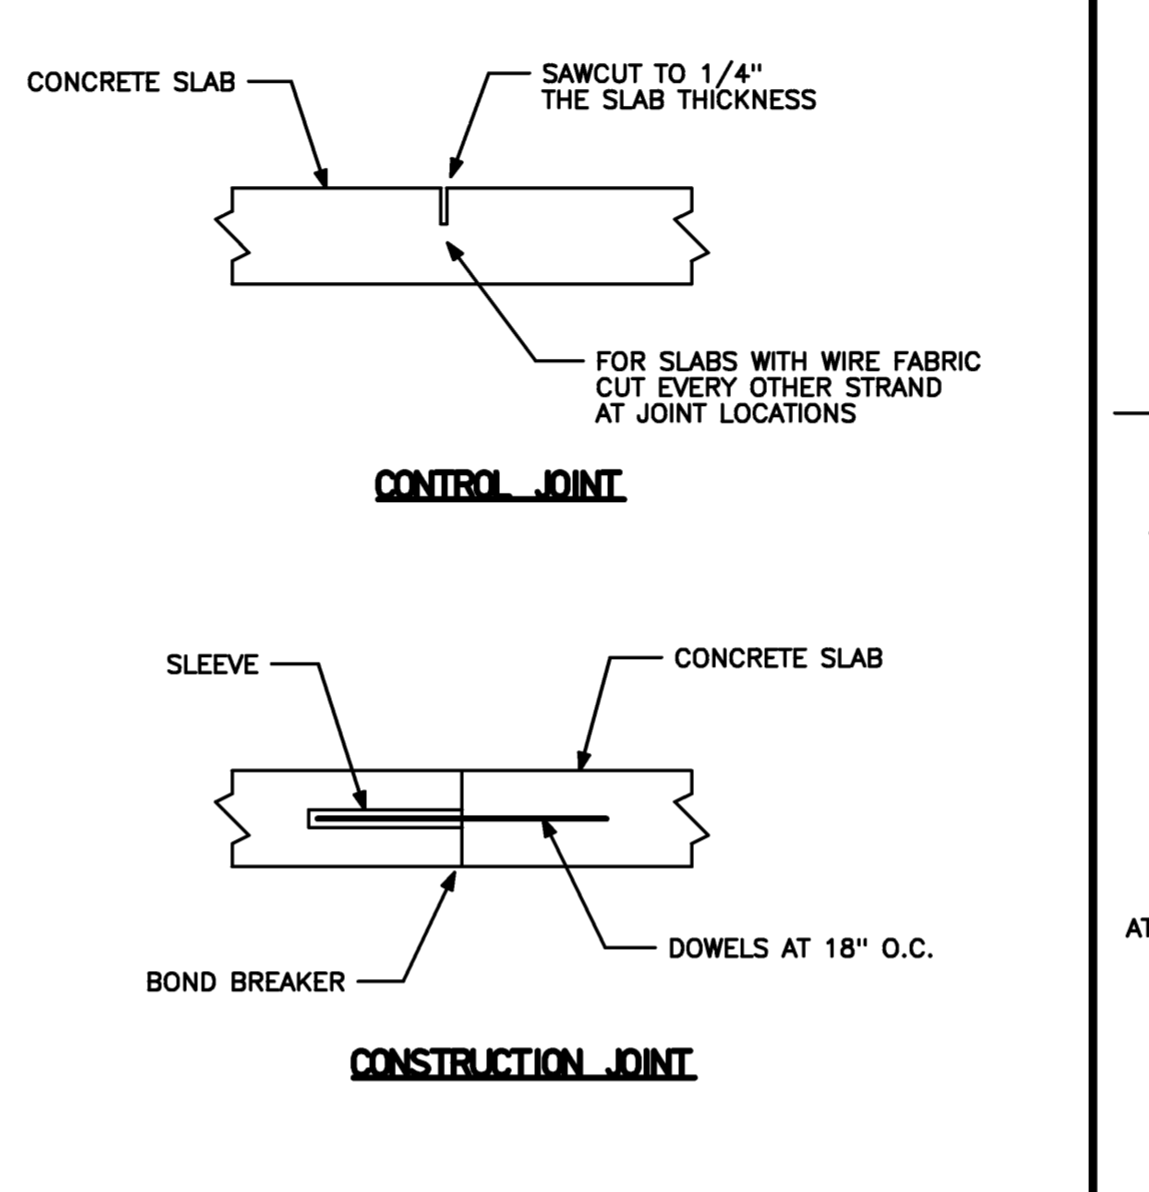 CONCRETE SLAB
SAWCUT TO 1/4"
THE SLAB THICKNESS
FOR SLABS WITH WIRE FABRIC
CUT EVERY OTHER STRAND
AT JOINT LOCATIONS
CONTROL JOINT
SLEEVE
CONCRETE SLAB
DOWELS AT 18" O.C.
BOND BREAKER
CONSTRUCTION JOINT
AT